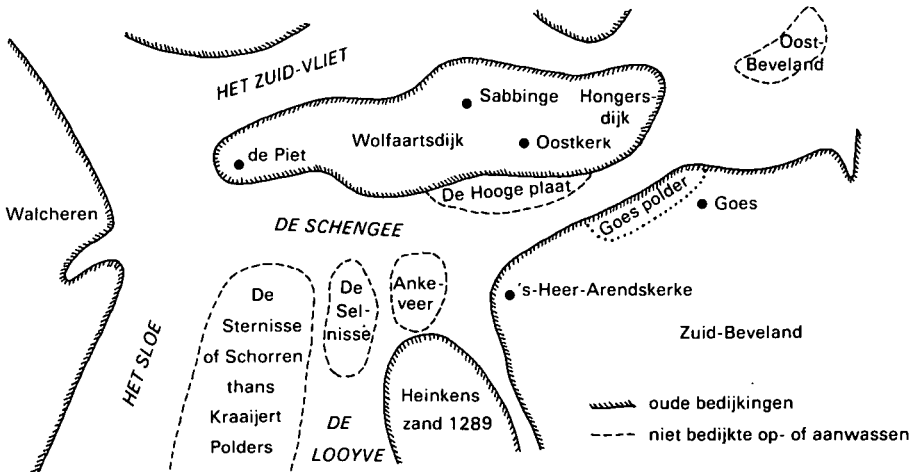 Oost-
Beveland
HET ZUID-VLIET
Sabbinge
Hongers-
dijk
Wolfaartsdijk
Oostkerk
de Piet
De Hooge plaat
Goes polder
Goes
Walcheren
DE SCHENGEE
De
Sternisse
of Schorren
thans
Kraaijert
Polders
De
Sel-
nisse
Anke-
veer
's-Heer-Arendskerke
Zuid-Beveland
HET SLOE
Heinkens
zand 1289
DE
LOOYVE
oude bedijkingen
niet bedijkte op- of aanwassen